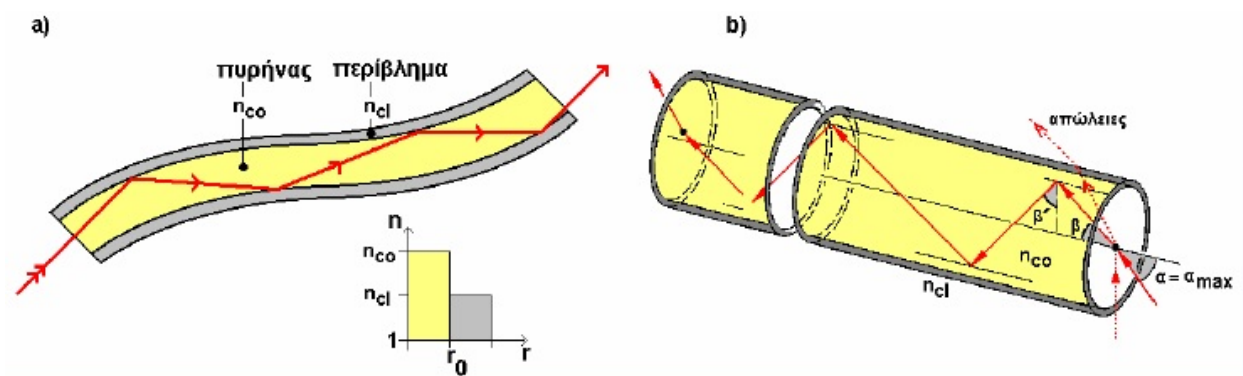 a)
πυρήνας
n_co
περίβλημα
n_cl
n
n_co
n_cl
1
r_0
r
b)
απώλειες
β´
β
n_co
n_cl
α = α_max